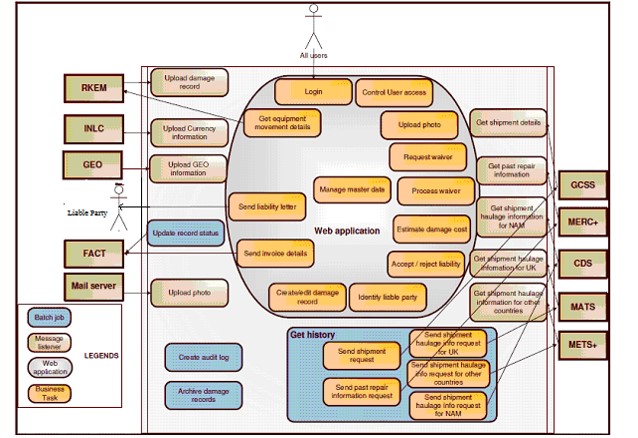 All users
RKEM
Upload damage
record
Login
Control User access
INLC
Upload Currency
information
Get equipment
movement details
Upload photo
Get shipment details
GEO
Upload GEO
information
Request waiver
Get past repair
information
GCSS
Liable Party
Manage master data
Process waiver
Send liability letter
Get shipment
haulage information
for NAM
MERC+
Update record status
Web application
Estimate damage cost
FACT
Send invoice details
Accept / reject liability
Get shipment haulage
information for UK
CDS
Mail server
Upload photo
Create/edit damage
record
Identify liable party
Get shipment haulage
information for other
countries
MATS
Batch job
Message
listener
Web
application
Business
Task
LEGENDS
Create audit log
Archive damage
records
Get history
Send shipment
request
Send past repair
information request
Send shipment
haulage info request
for UK
Send shipment haulage
info request for other
countries
Send shipment
haulage info request
for NAM
METS+